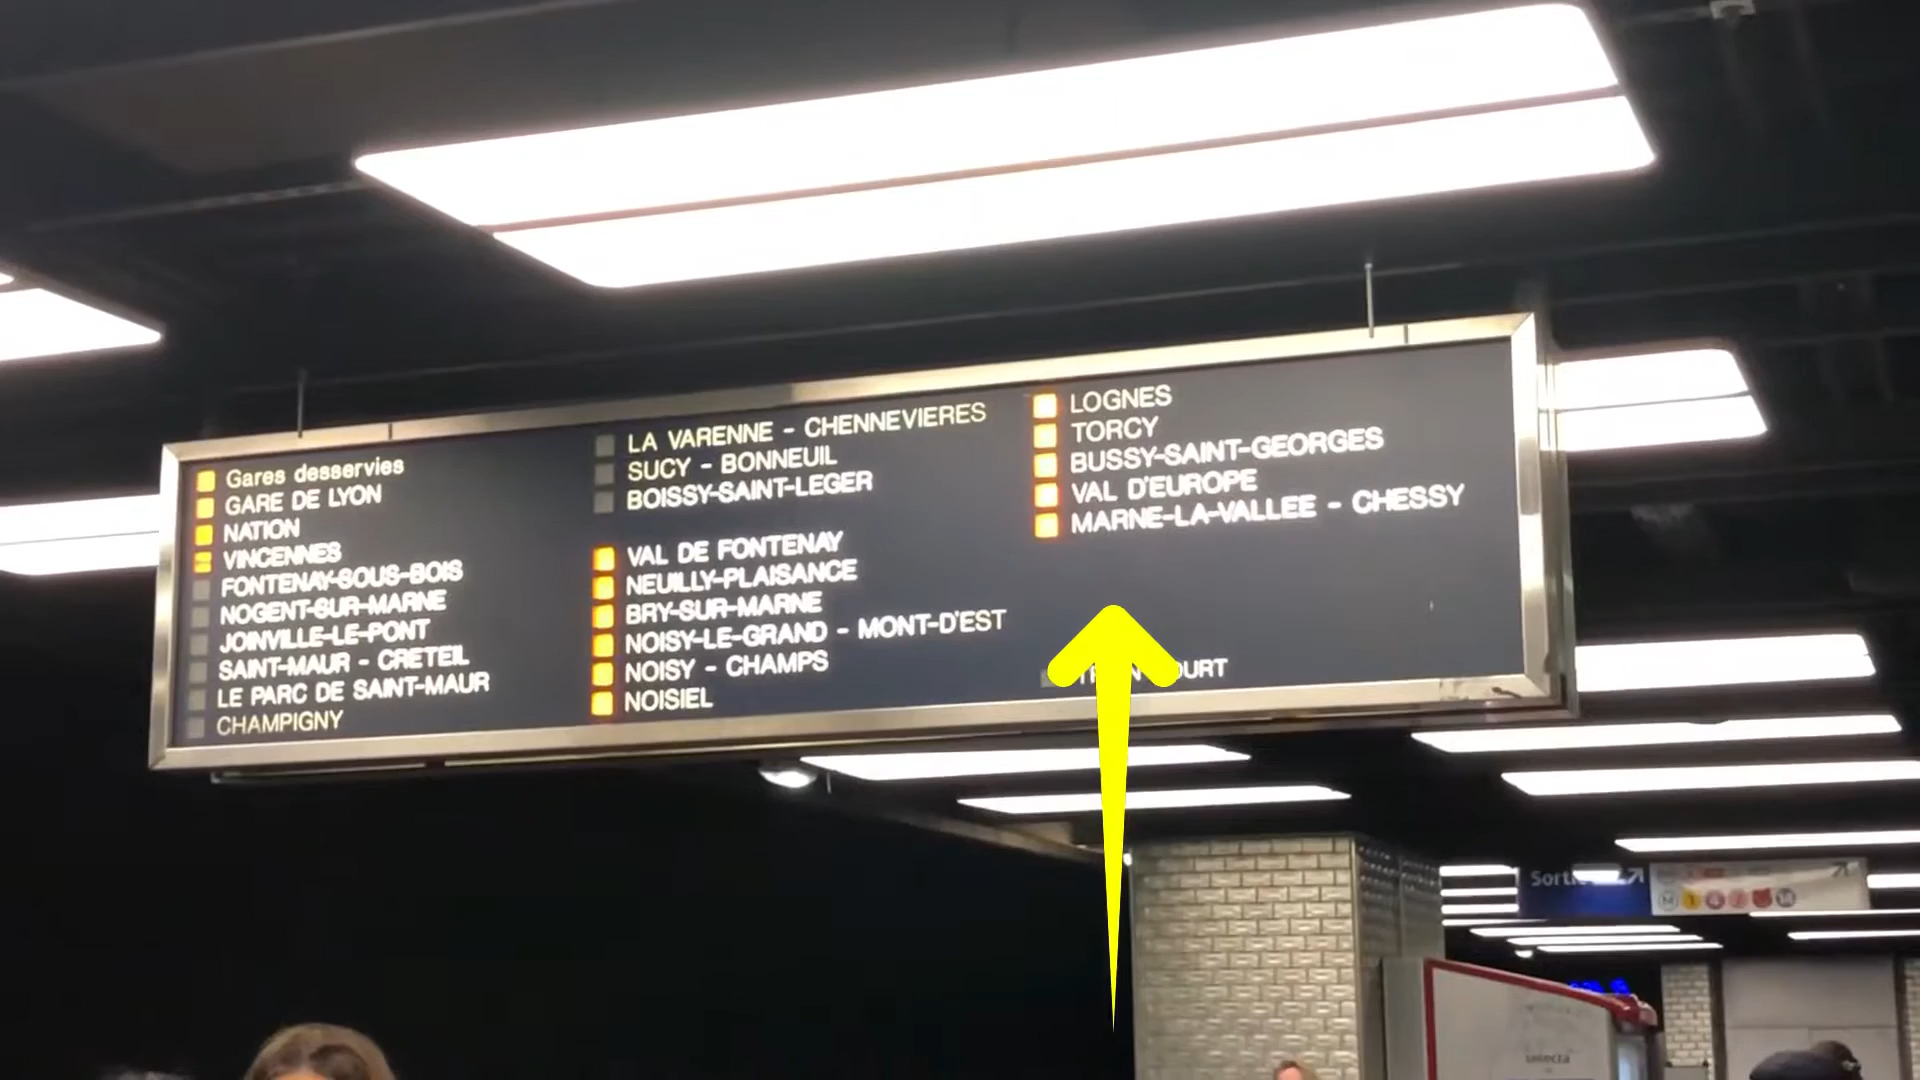 Gares desservies
GARE DE LYON
NATION
VINCENNES
FONTENAY-SOUS-BOIS
NOGENT-SUR-MARNE
JOINVILLE-LE-PONT
SAINT-MAUR - CRETEIL
LE PARC DE SAINT-MAUR
CHAMPIGNY
LA VARENNE - CHENNEVIERES
SUCY - BONNEUIL
BOISSY-SAINT-LEGER
VAL DE FONTENAY
NEUILLY-PLAISANCE
BRY-SUR-MARNE
NOISY-LE-GRAND - MONT-D'EST
NOISY - CHAMPS
NOISIEL
LOGNES
TORCY
BUSSY-SAINT-GEORGES
VAL D'EUROPE
MARNE-LA-VALLEE - CHESSY
selecta